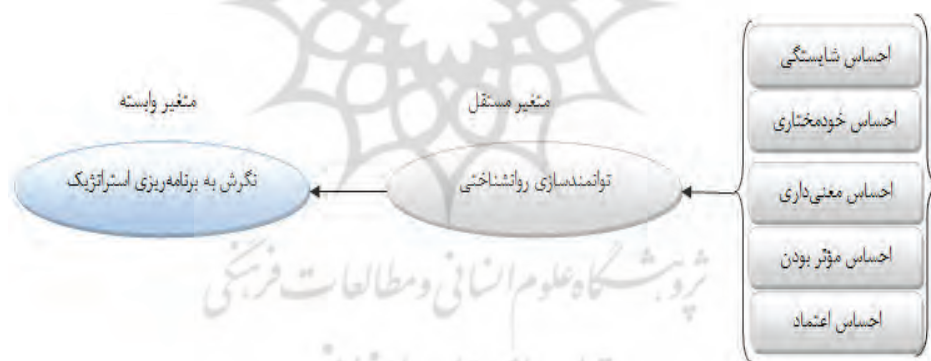 احساس شایستگی
احساس خودمختاری
احساس معنی‌داری
احساس مؤثر بودن
احساس اعتماد
متغیر مستقل
توانمندسازی روانشناختی
متغیر وابسته
نگرش به برنامه‌ریزی استراتژیک
پژوهشگاه علوم انسانی و مطالعات فرهنگی